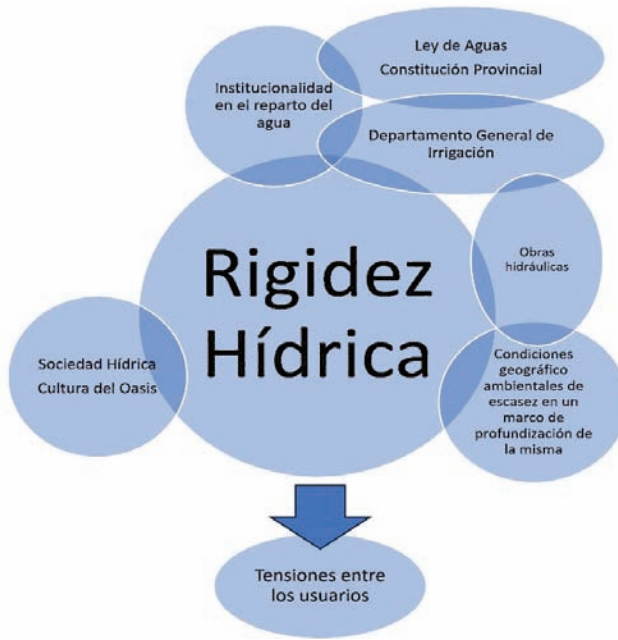 Ley de Aguas
Constitución Provincial
Institucionalidad
en el reparto del
agua
Departamento General de
Irrigación
Rigidez
Hídrica
Obras
hidráulicas
Sociedad Hídrica
Cultura del Oasis
Condiciones
geográfico
ambientales de
escasez en un
marco de
profundización de
la misma
Tensiones entre
los usuarios